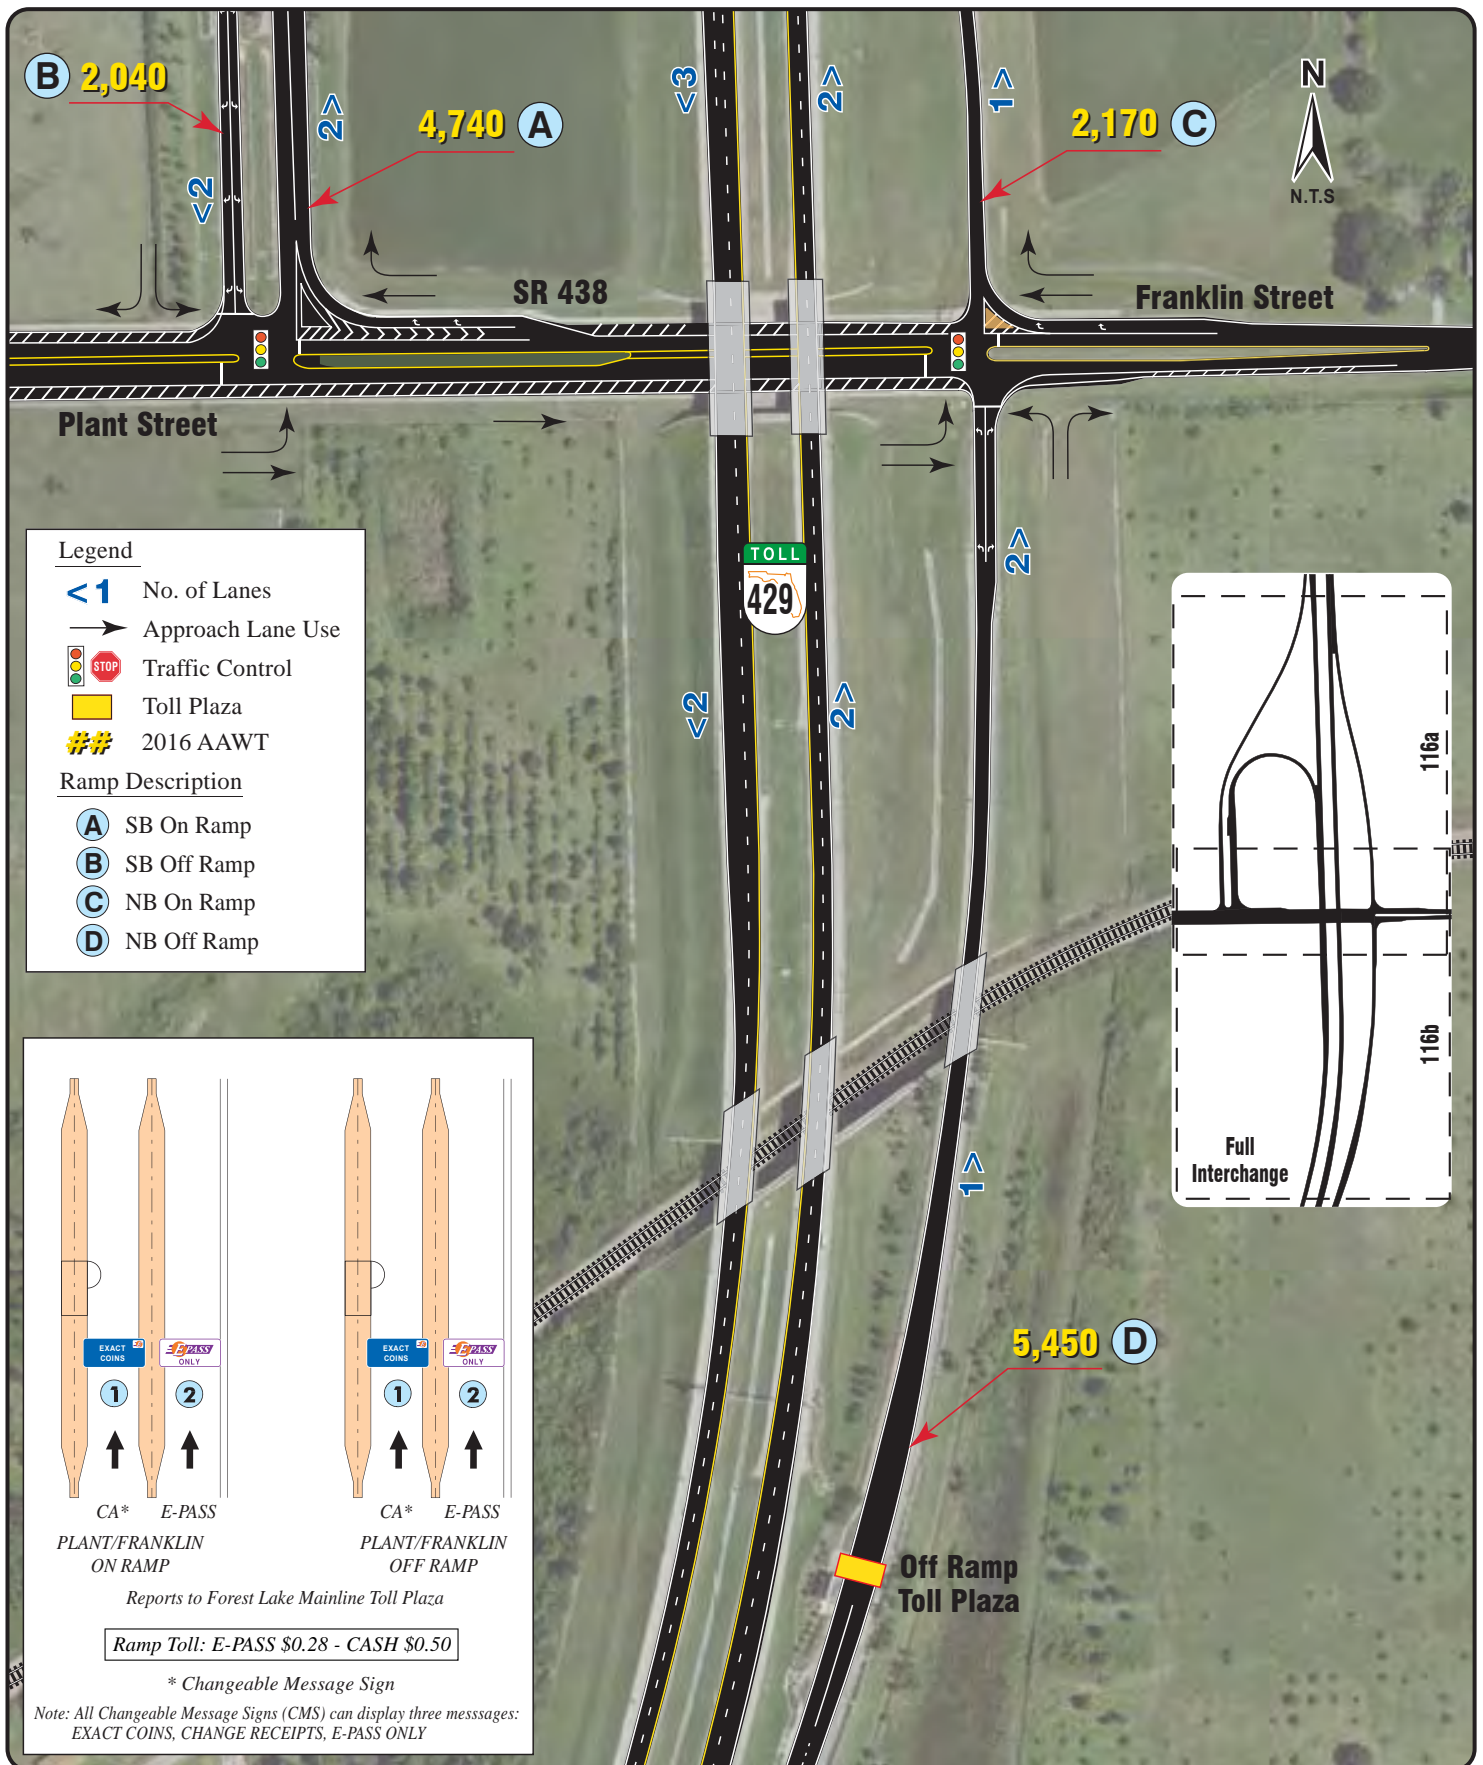 B 2,040
2>
4,740 A
<3
2>
1>
2,170 C
N
N.T.S
<2
SR 438
Franklin Street
Plant Street
2>
TOLL
429
<2
2>
Legend
<1 No. of Lanes
Approach Lane Use
STOP Traffic Control
Toll Plaza
## 2016 AAWT
Ramp Description
A SB On Ramp
B SB Off Ramp
C NB On Ramp
D NB Off Ramp
116a
116b
Full
Interchange
1>
5,450 D
Off Ramp
Toll Plaza
EXACT
COINS
E-PASS
ONLY
EXACT
COINS
E-PASS
ONLY
1 2
1 2
CA* E-PASS
CA* E-PASS
PLANT/FRANKLIN
ON RAMP
PLANT/FRANKLIN
OFF RAMP
Reports to Forest Lake Mainline Toll Plaza
Ramp Toll: E-PASS $0.28 - CASH $0.50
* Changeable Message Sign
Note: All Changeable Message Signs (CMS) can display three messsages:
EXACT COINS, CHANGE RECEIPTS, E-PASS ONLY